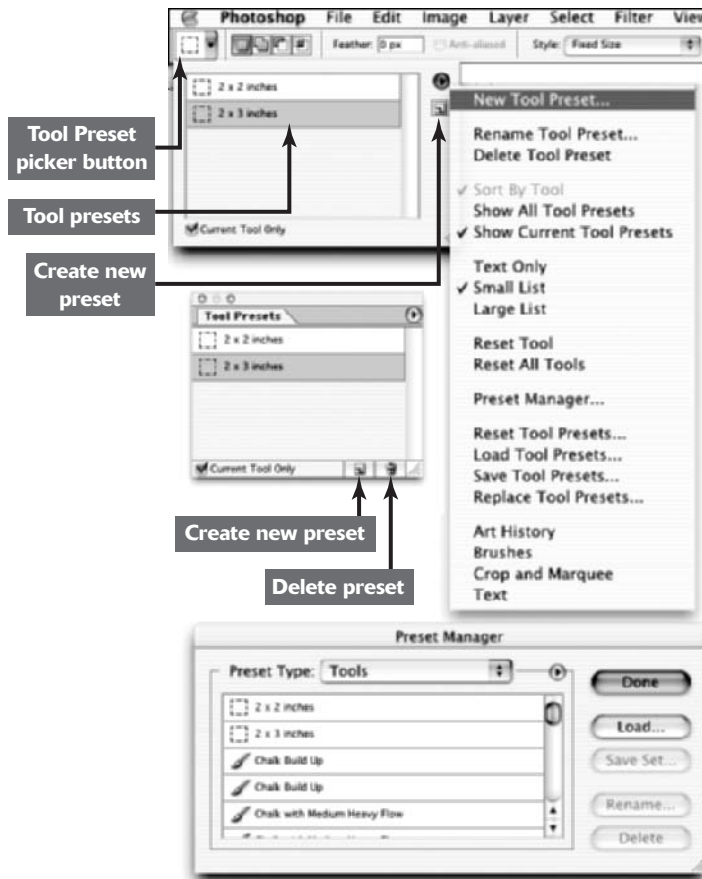 Photoshop File Edit Image Layer Select Filter View
Feather: 0 px Anti-aliased Style: Fixed Size
2 x 2 inches
2 x 3 inches
Current Tool Only
Tool Preset
picker button
Tool presets
Create new
preset
New Tool Preset...
Rename Tool Preset...
Delete Tool Preset
Sort By Tool
Show All Tool Presets
Show Current Tool Presets
Text Only
Small List
Large List
Reset Tool
Reset All Tools
Preset Manager...
Reset Tool Presets...
Load Tool Presets...
Save Tool Presets...
Replace Tool Presets...
Art History
Brushes
Crop and Marquee
Text
Tool Presets
2 x 2 inches
2 x 3 inches
Current Tool Only
Create new preset
Delete preset
Preset Manager
Preset Type: Tools
2 x 2 inches
2 x 3 inches
Chalk Build Up
Chalk Build Up
Chalk with Medium Heavy Flow
Done
Load...
Save Set...
Rename...
Delete